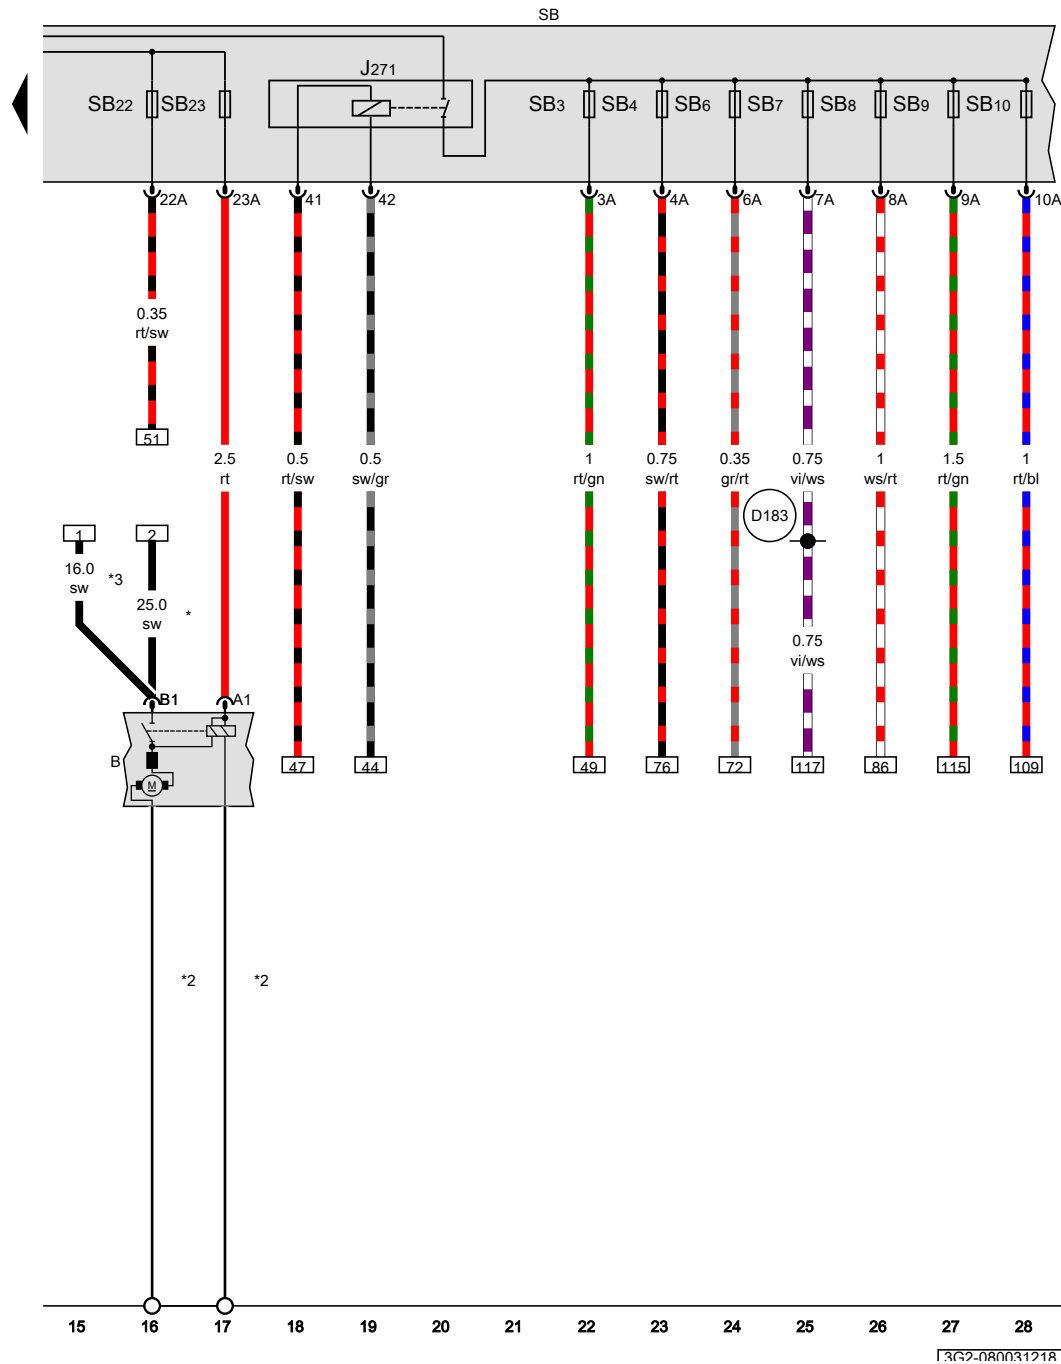 SB
J271
SB22 SB23 SB3 SB4 SB6 SB7 SB8 SB9 SB10
22A 23A 41 42 3A 4A 6A 7A 8A 9A 10A
0.35
rt/sw
51
2.5 0.5 0.5 1 0.75 0.35 0.75 1 1.5 1
rt rt/sw sw/gr rt/gn sw/rt gr/rt vi/ws ws/rt rt/gn rt/bl
D183
1 2
16.0
sw
*3
25.0
sw
*
0.75
vi/ws
B1 A1
B
M
47 44 49 76 72 117 86 115 109
*2 *2
15 16 17 18 19 20 21 22 23 24 25 26 27 28
3G2-080031218